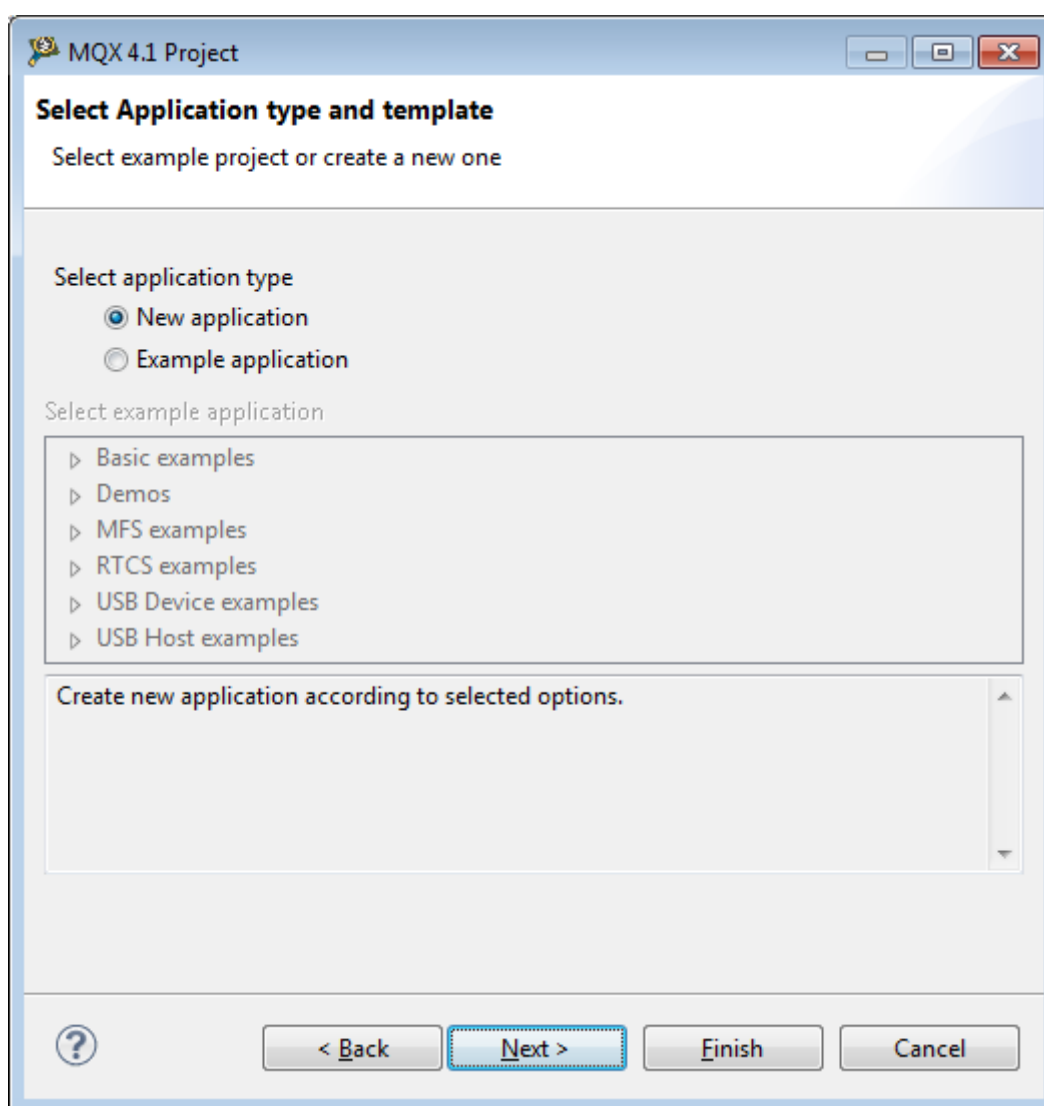 MQX 4.1 Project
Select Application type and template
Select example project or create a new one
Select application type
New application
Example application
Select example application
Basic examples
Demos
MFS examples
RTCS examples
USB Device examples
USB Host examples
Create new application according to selected options.
? < Back Next > Finish Cancel